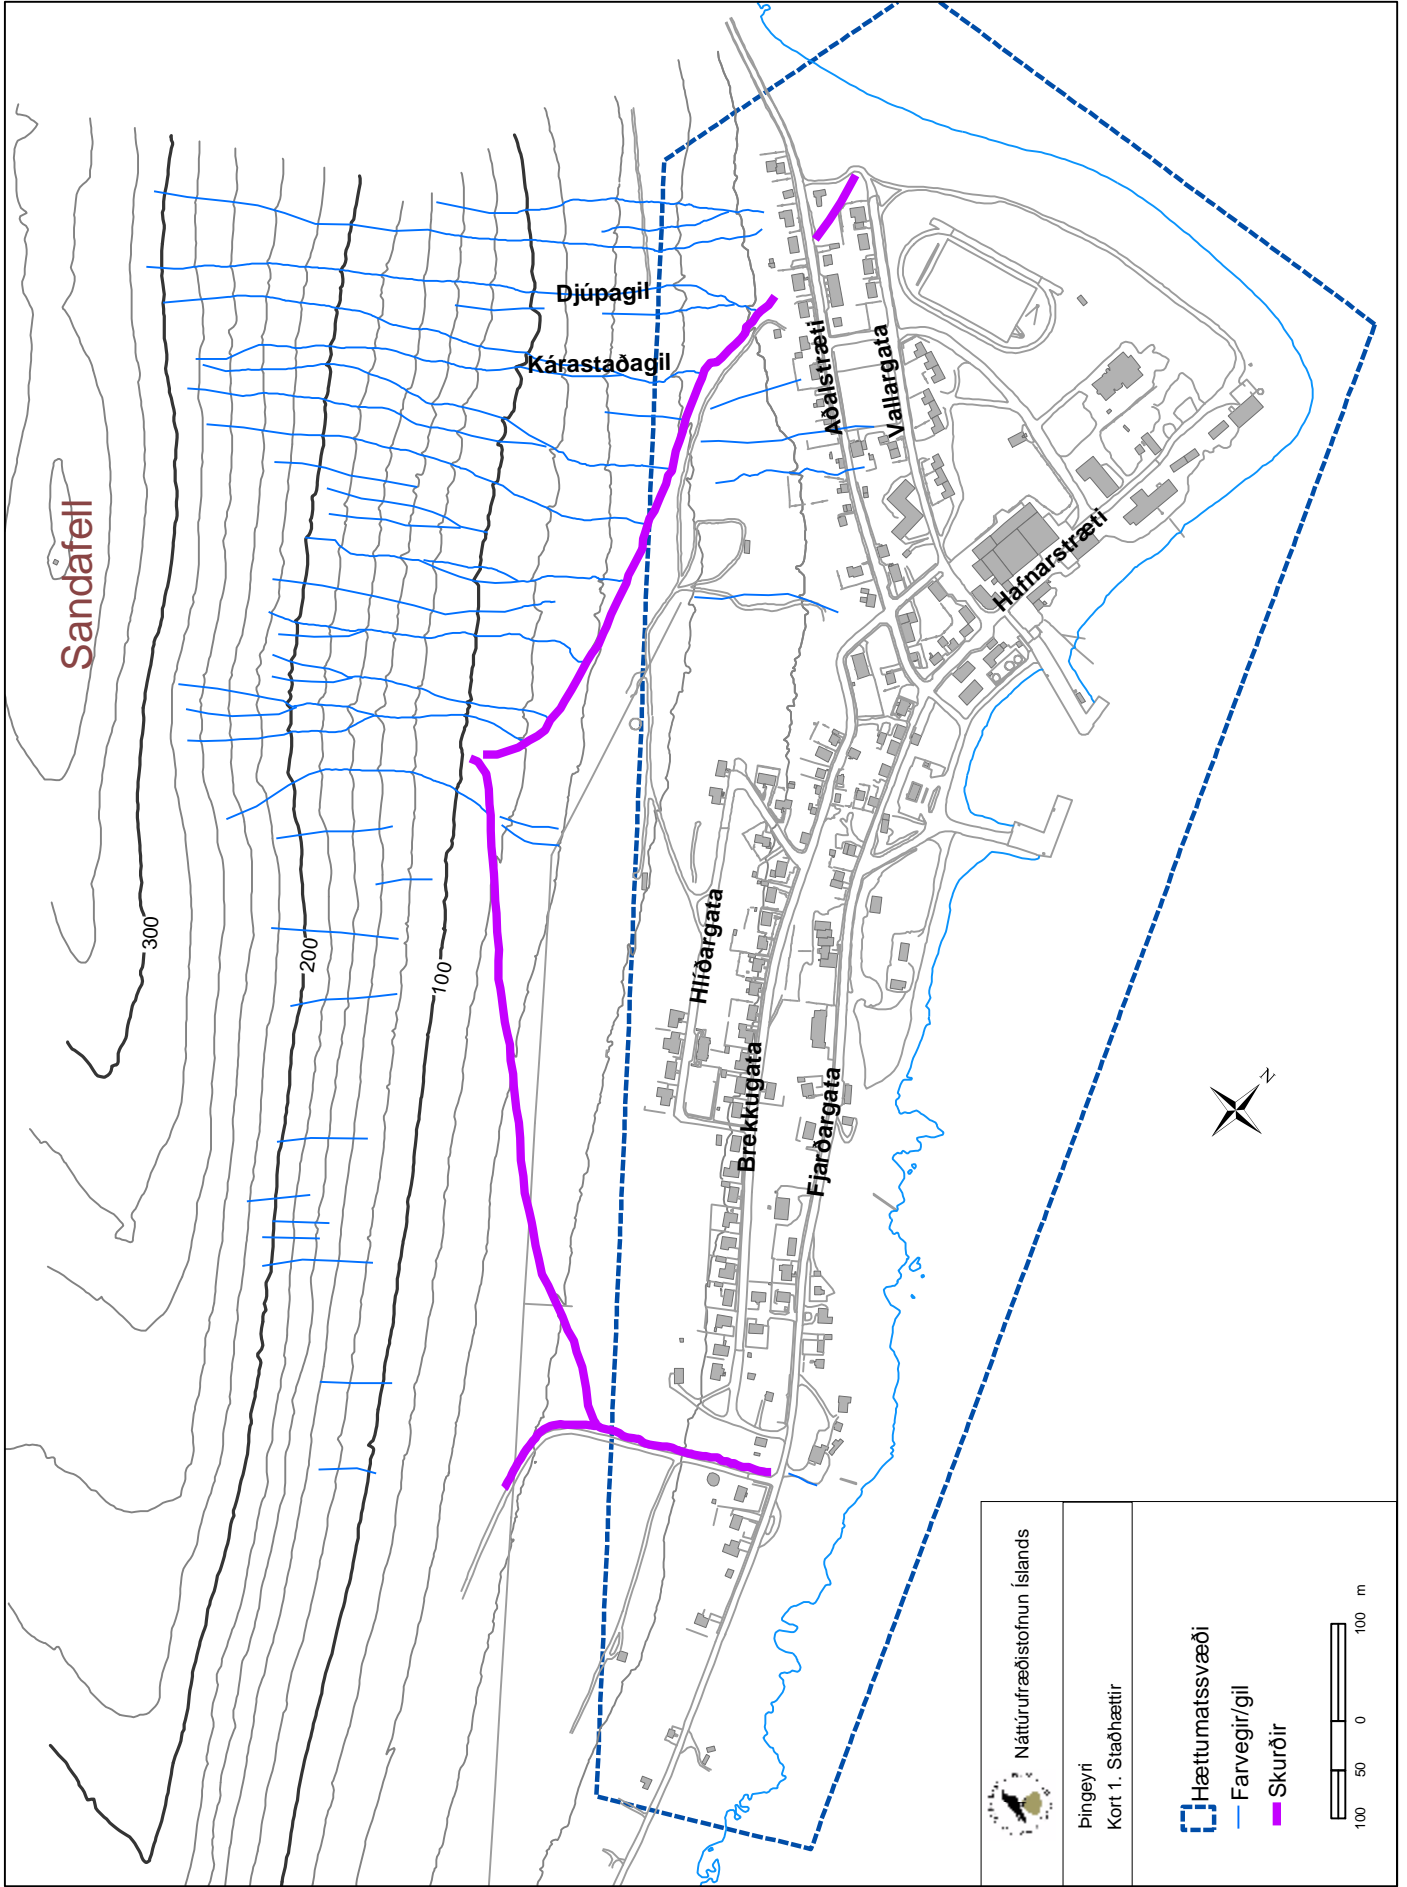 Sandafell
300
200
100
Djúpagil
Kárastaðagil
Aðalstræti
Vallargata
Hafnarstræti
Hlíðargata
Brekkugata
Fjarðargata
N
Náttúrufræðistofnun Íslands
Þingeyri
Kort 1. Staðhættir
Hættumatssvæði
Farvegir/gil
Skurðir
100 50 0 100 m